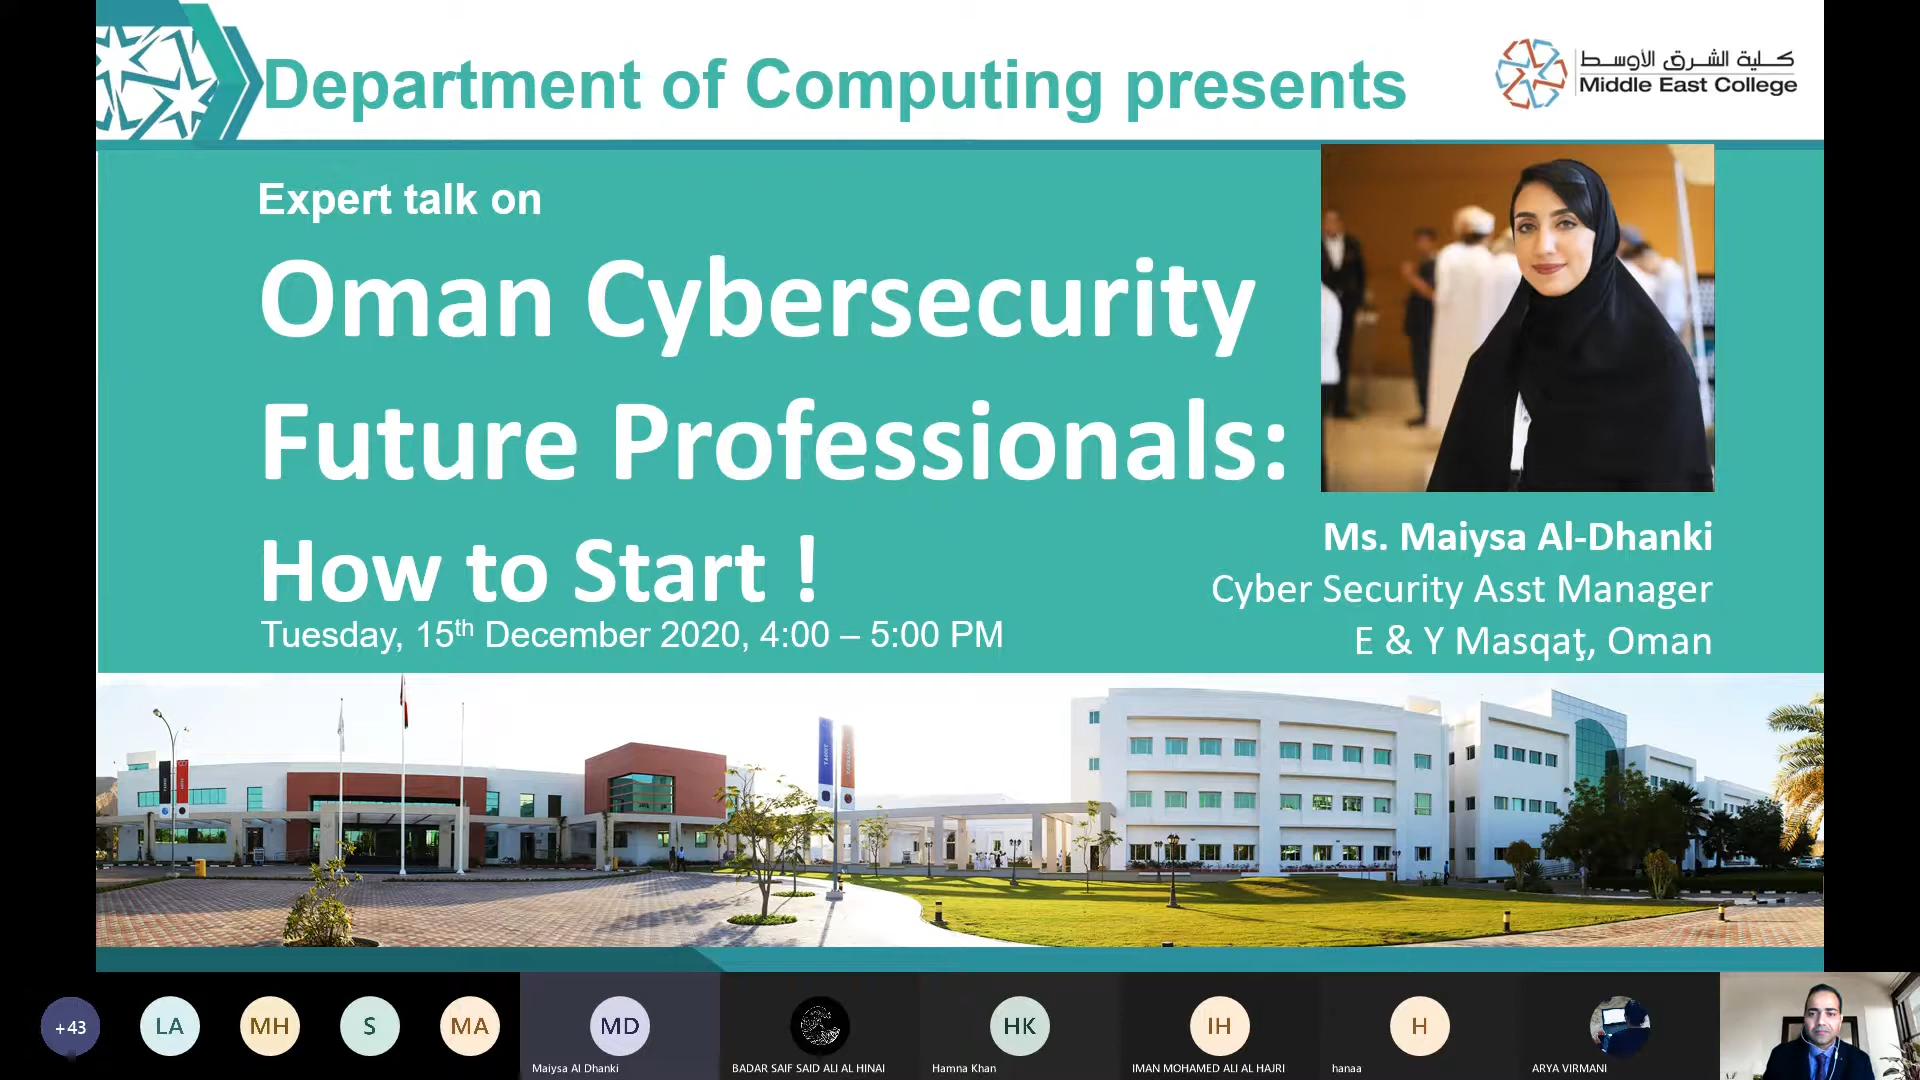 Department of Computing presents
كلية الشرق الأوسط
Middle East College
Expert talk on
Oman Cybersecurity
Future Professionals:
How to Start !
Tuesday, 15th December 2020, 4:00 – 5:00 PM
Ms. Maiysa Al-Dhanki
Cyber Security Asst Manager
E & Y Masqaţ, Oman
+43
LA
MH
S
MA
MD
HK
IH
H
Maiysa Al Dhanki
BADAR SAIF SAID ALI AL HINAI
Hamna Khan
IMAN MOHAMED ALI AL HAJRI
hanaa
ARYA VIRMANI